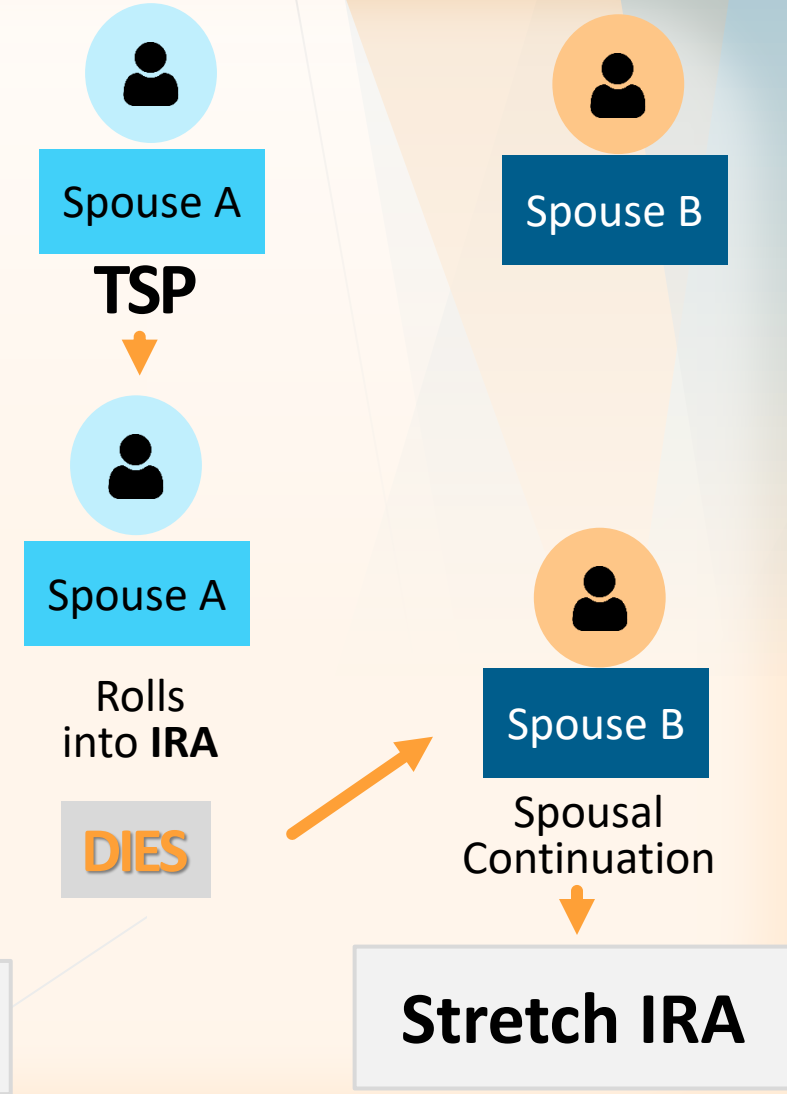 Spouse A
TSP
Spouse B
Spouse A
Rolls
into IRA
DIES
Spouse B
Spousal
Continuation
Stretch IRA